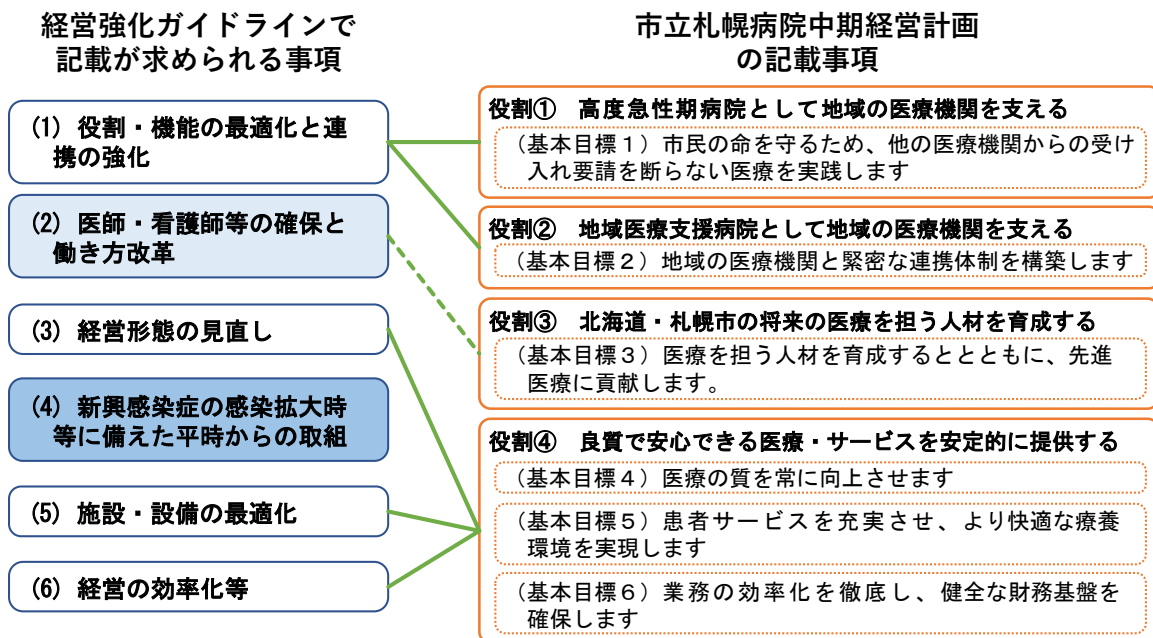 経営強化ガイドラインで
記載が求められる事項
(1) 役割・機能の最適化と連
携の強化
(2) 医師・看護師等の確保と
働き方改革
(3) 経営形態の見直し
(4) 新興感染症の感染拡大時
等に備えた平時からの取組
(5) 施設・設備の最適化
(6) 経営の効率化等
市立札幌病院中期経営計画
の記載事項
役割① 高度急性期病院として地域の医療機関を支える
（基本目標１）市民の命を守るため、他の医療機関からの受け
入れ要請を断らない医療を実践します
役割② 地域医療支援病院として地域の医療機関を支える
（基本目標２）地域の医療機関と緊密な連携体制を構築します
役割③ 北海道・札幌市の将来の医療を担う人材を育成する
（基本目標３）医療を担う人材を育成するととともに、先進
医療に貢献します。
役割④ 良質で安心できる医療・サービスを安定的に提供する
（基本目標４）医療の質を常に向上させます
（基本目標５）患者サービスを充実させ、より快適な療養
環境を実現します
（基本目標６）業務の効率化を徹底し、健全な財務基盤を
確保します